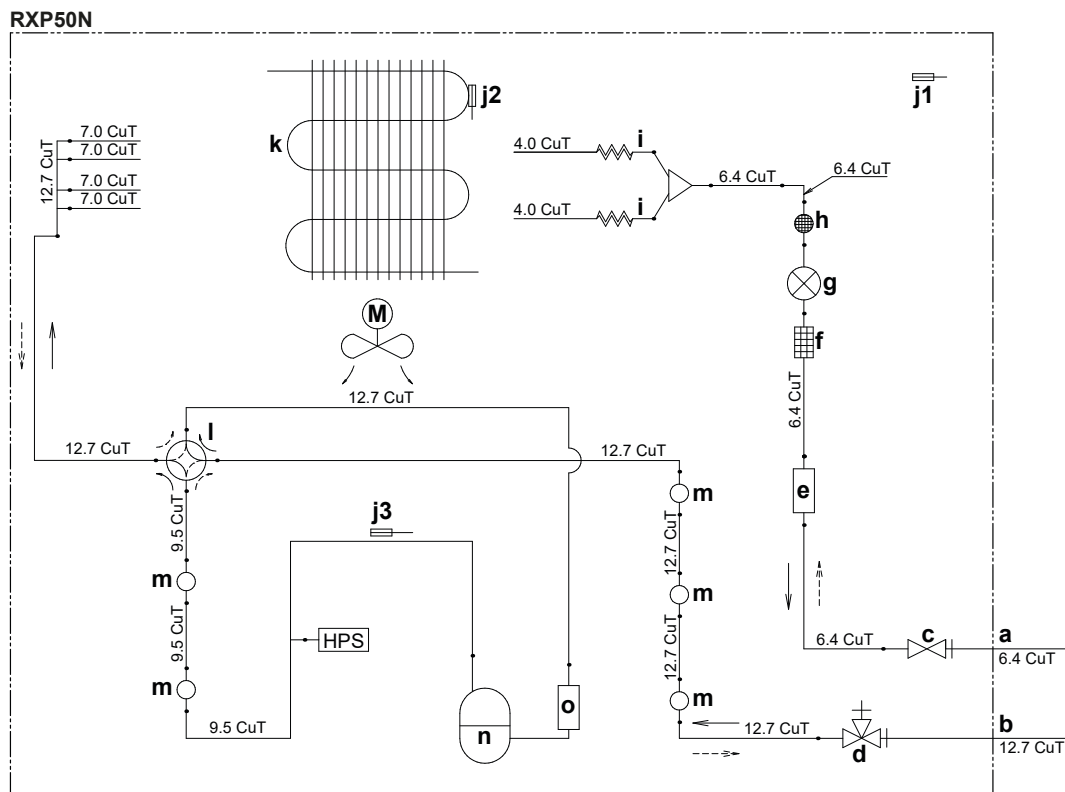 RXP50N
j1
j2
k
7.0 CuT
7.0 CuT
7.0 CuT
7.0 CuT
12.7 CuT
4.0 CuT
i
4.0 CuT
i
6.4 CuT
6.4 CuT
h
g
f
6.4 CuT
M
12.7 CuT
l
12.7 CuT
12.7 CuT
e
m
j3
9.5 CuT
12.7 CuT
m
m
9.5 CuT
HPS
12.7 CuT
6.4 CuT
c
a
6.4 CuT
m
m
9.5 CuT
n
o
12.7 CuT
d
b
12.7 CuT